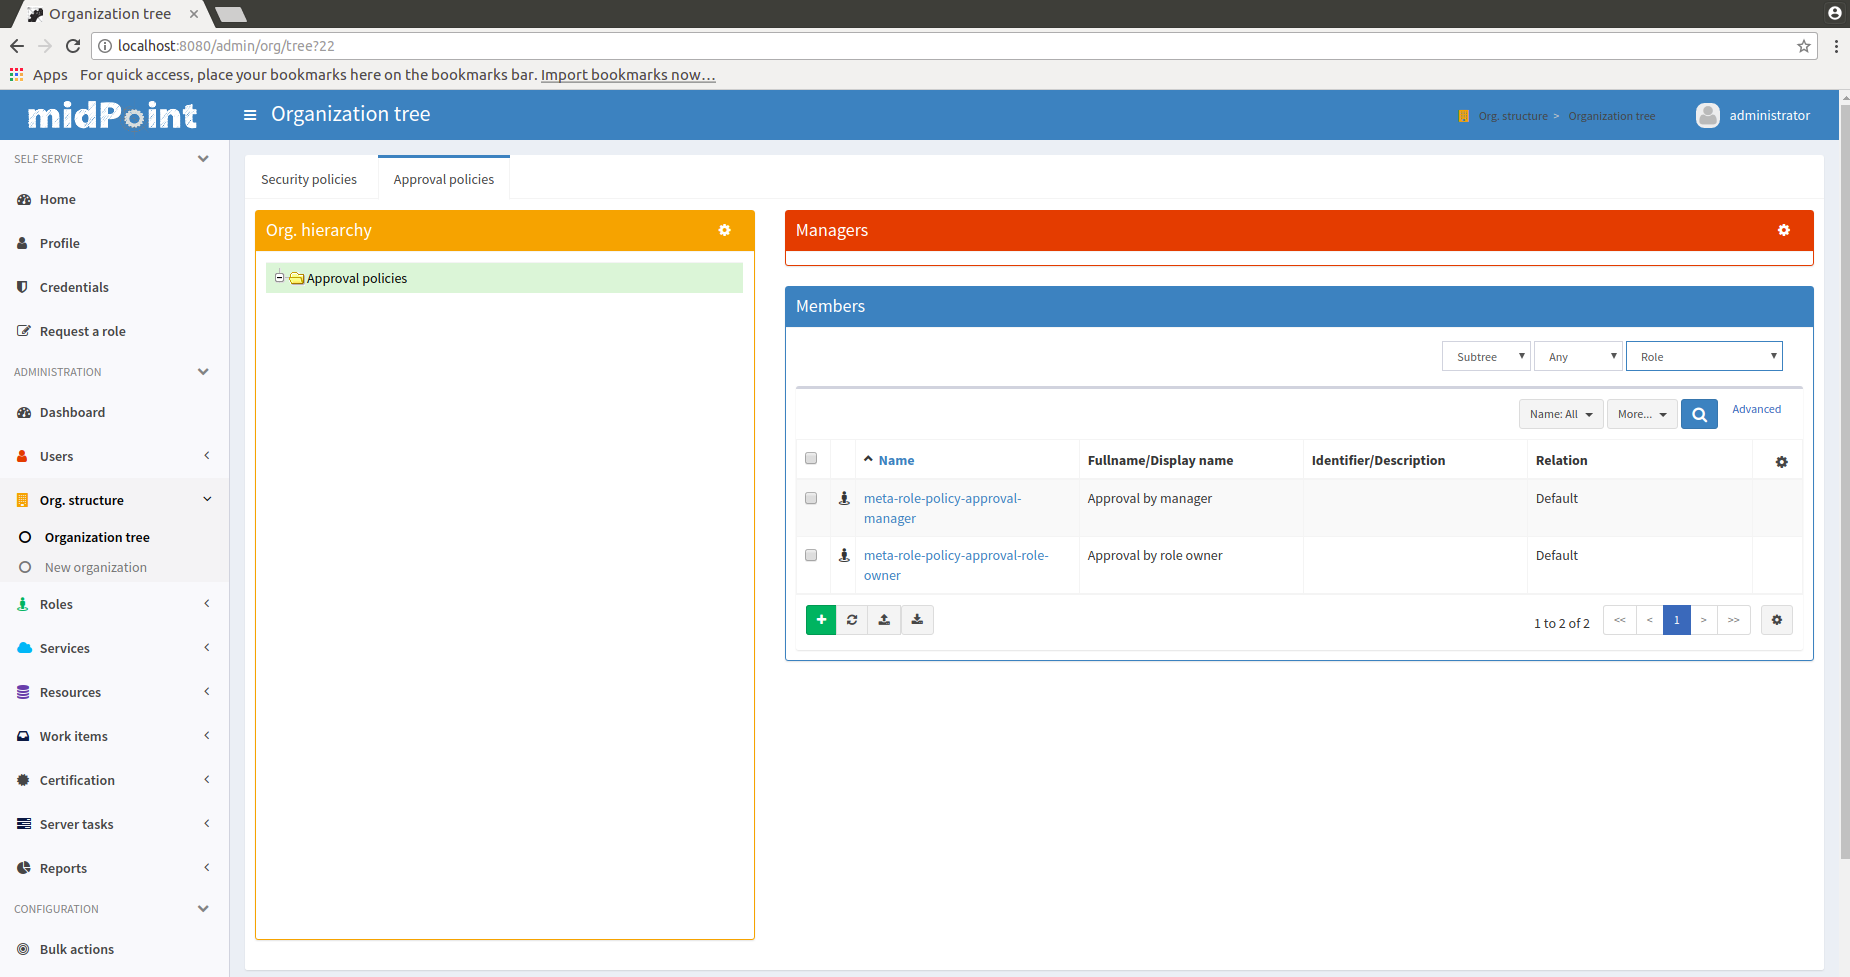 Organization tree
localhost:8080/admin/org/tree?22
Apps For quick access, place your bookmarks here on the bookmarks bar. Import bookmarks now...
midPoint
Organization tree
Org. structure > Organization tree
administrator
SELF SERVICE
Home
Profile
Credentials
Request a role
ADMINISTRATION
Dashboard
Users
Org. structure
Organization tree
New organization
Roles
Services
Resources
Work items
Certification
Server tasks
Reports
CONFIGURATION
Bulk actions
Security policies
Approval policies
Org. hierarchy
Approval policies
Managers
Members
Subtree Any Role
Name: All More... Advanced
Name Fullname/Display name Identifier/Description Relation
meta-role-policy-approval-
manager
Approval by manager Default
meta-role-policy-approval-role-
owner
Approval by role owner Default
1 to 2 of 2 << < 1 > >>